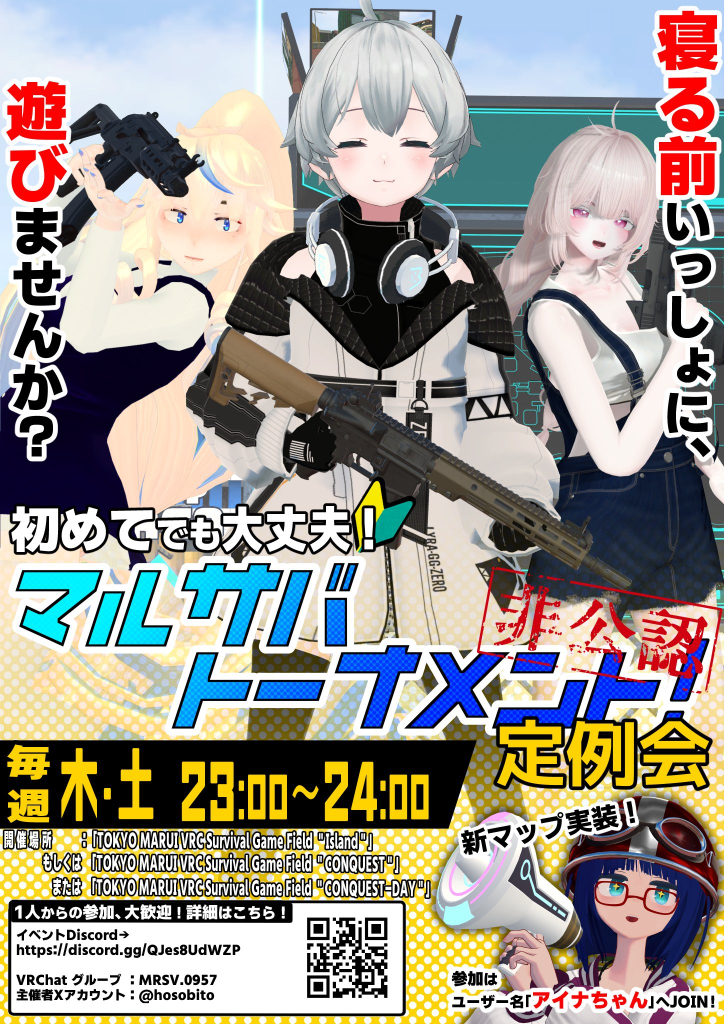 寝る前いっしょに、
遊びませんか?
LYRA-GG-ZERO
初めてでも大丈夫!
マルサバ
トーナメント!
非公認
定例会
毎週 木・土 23:00～24:00
開催場所 :「TOKYO MARUI VRC Survival Game Field "Island"」
もしくは 「TOKYO MARUI VRC Survival Game Field "CONQUEST"」
または 「TOKYO MARUI VRC Survival Game Field "CONQUEST-DAY"」
新マップ実装!
1人からの参加、大歓迎!詳細はこちら!
イベントDiscord→
https://discord.gg/QJes8UdWZP
VRChat グループ :MRSV.0957
主催者Xアカウント:@hosobito
参加は
ユーザー名「アイナちゃん」へJOIN!